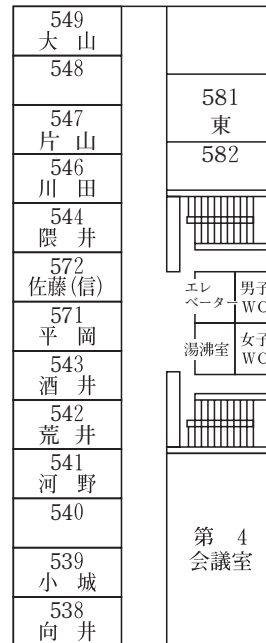 549
大 山
548
547
片 山
546
川 田
544
隈 井
572
佐藤(信)
571
平 岡
543
酒 井
542
荒 井
541
河 野
540
539
小 城
538
向 井
581
東
582
エレ
ベーター
男子
WC
湯沸室
女子
WC
第 4
会議室